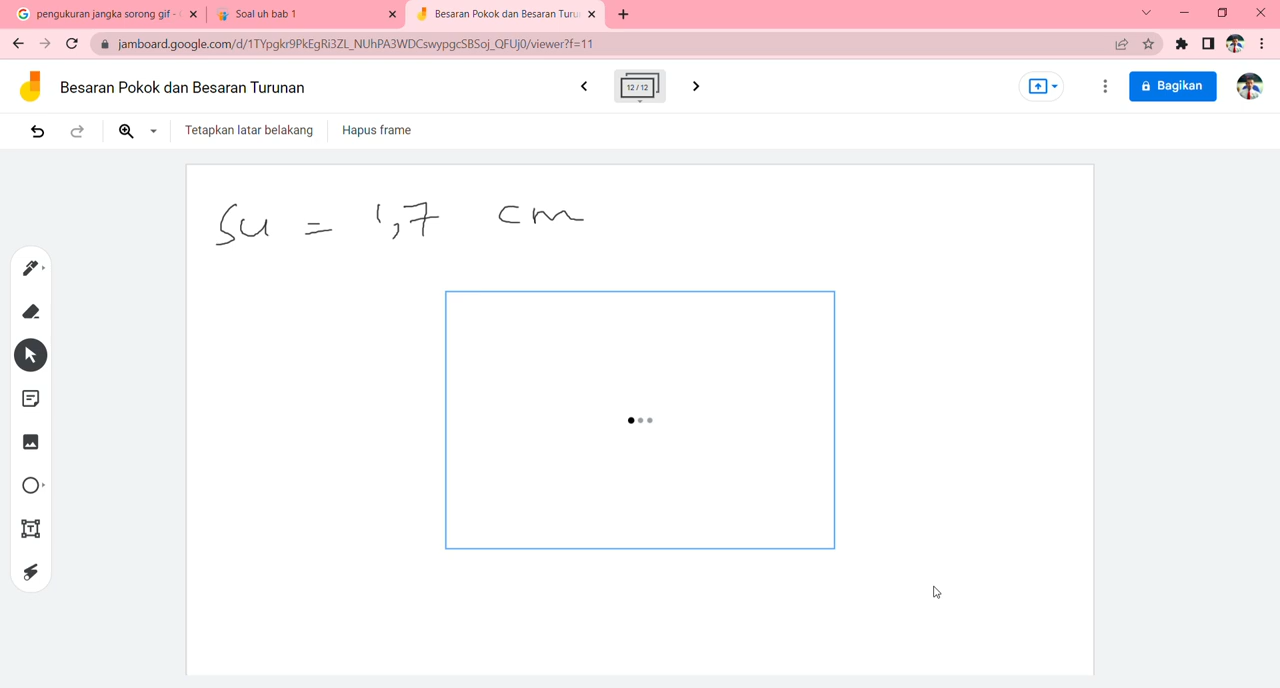 pengukuran jangka sorong gif -
Soal uh bab 1
Besaran Pokok dan Besaran Turu
jamboard.google.com/d/1TYpgkr9PkEgRi3ZL_NUhPA3WDCswypgcSBSoj_QFUj0/viewer?f=11
Besaran Pokok dan Besaran Turunan
12 / 12
Bagikan
Tetapkan latar belakang
Hapus frame
SU = 1,7 cm